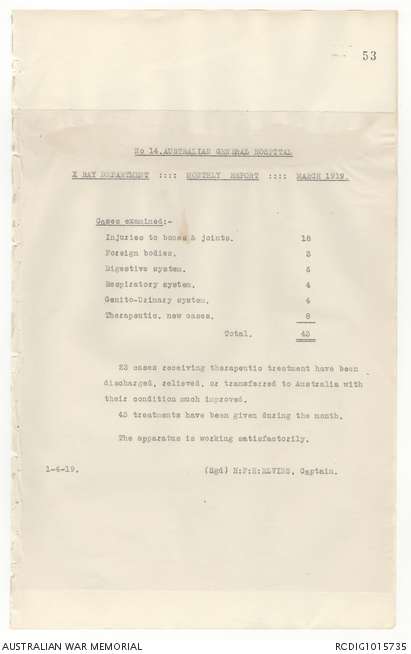 53
No 14.AUSTRALIAN GENERAL HOSPITAL
X RAY DEPARTMENT :::: MONTHLY REPORT :::: MARCH 1919.
Cases examined:-
Injuries to bones & joints. 18
Foreign bodies. 3
Digestive system. 6
Respiratory system. 4
Genito-Urinary system. 4
Therapeutic, new cases. 8
Total. 43
23 cases receiving therapeutic treatment have been
discharged, relieved, or transferred to Australia with
their condition much improved.
45 treatments have been given during the month.
The apparatus is working satisfactorily.
1-4-19. (Sgd) H:F:H:ELVINS, Captain.
AUSTRALIAN WAR MEMORIAL
RCDIG1015735